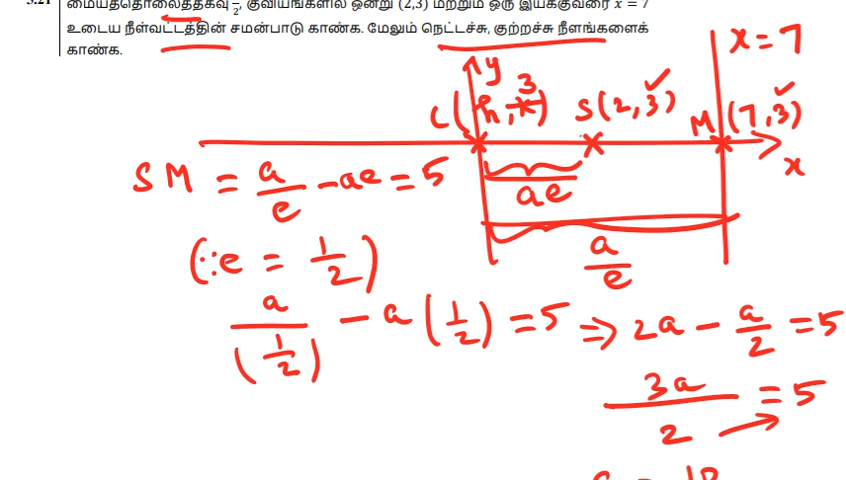 5.21 மையத்தொலைத்தகவு 1/2, குவியங்களில் ஒன்று (2,3) மற்றும் ஒரு இயக்குவரை x = 7
உடைய நீள்வட்டத்தின் சமன்பாடு காண்க. மேலும் நெட்டச்சு, குற்றச்சு நீளங்களைக்
காண்க.
x = 7
y
3
C(h, k) S(2,3) M (7,3)
x
SM = a/e - ae = 5
ae
a/e
(∵ e = 1/2)
a/(1/2) - a(1/2) = 5 ⇒ 2a - a/2 = 5
3a/2 = 5